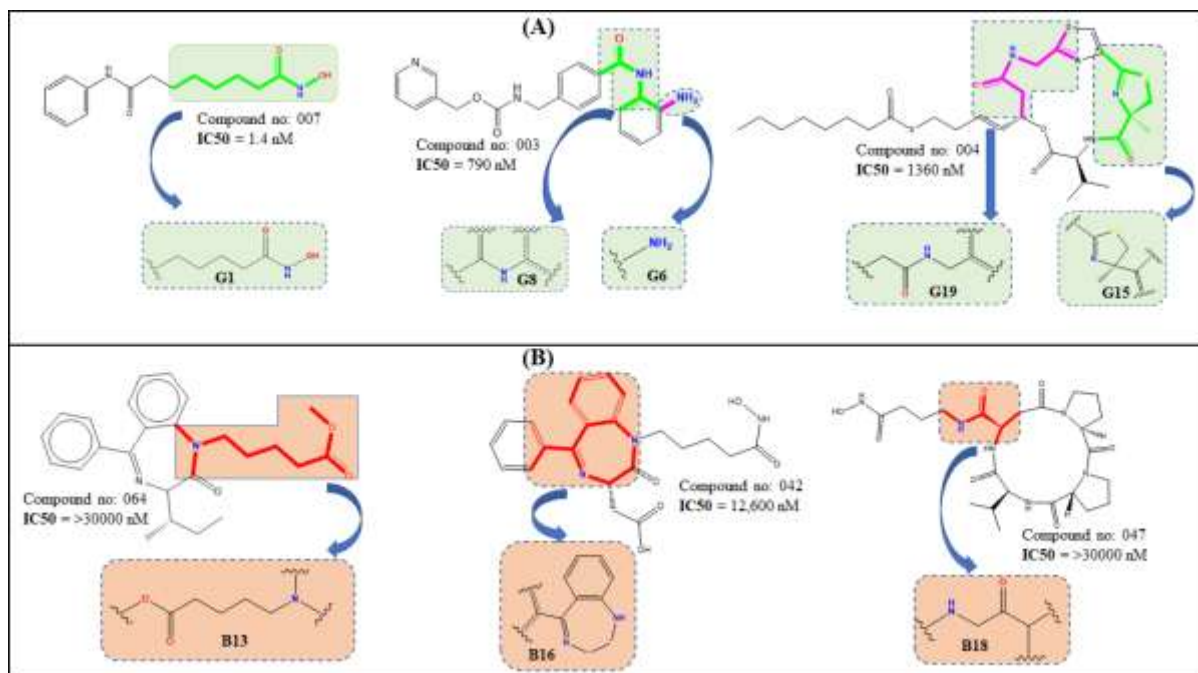 (A)
Compound no: 007
IC50 = 1.4 nM
Compound no: 003
IC50 = 790 nM
Compound no: 004
IC50 = 1360 nM
G1
G8
NH2
G6
G19
G15
(B)
Compound no: 064
IC50 = >30000 nM
Compound no: 042
IC50 = 12,600 nM
Compound no: 047
IC50 = >30000 nM
B13
B16
B18